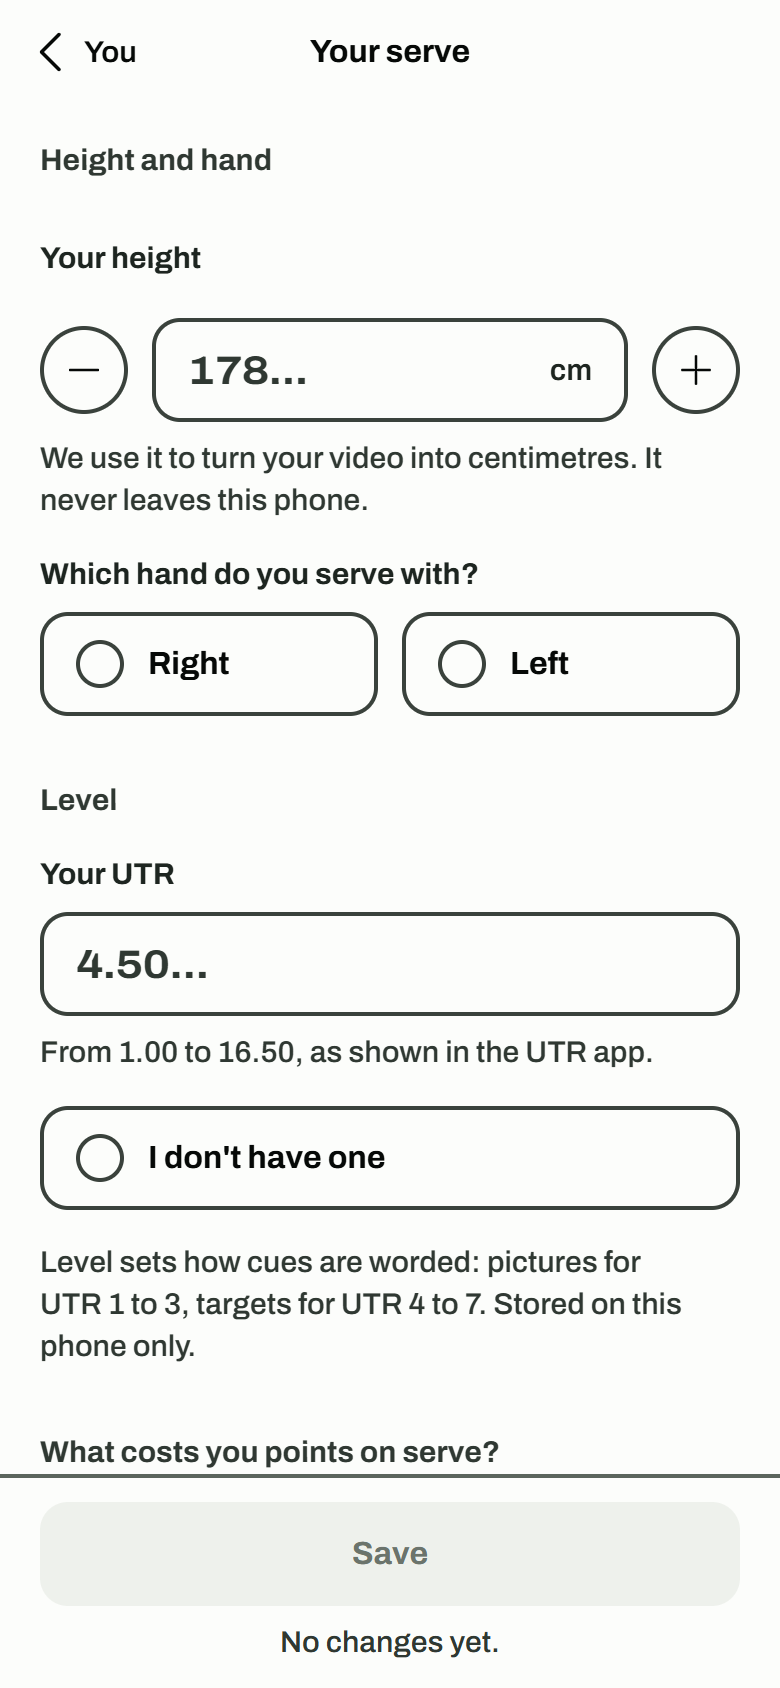 You
Your serve
Height and hand
Your height
178...
cm
We use it to turn your video into centimetres. It
never leaves this phone.
Which hand do you serve with?
Right
Left
Level
Your UTR
4.50...
From 1.00 to 16.50, as shown in the UTR app.
I don't have one
Level sets how cues are worded: pictures for
UTR 1 to 3, targets for UTR 4 to 7. Stored on this
phone only.
What costs you points on serve?
Save
No changes yet.